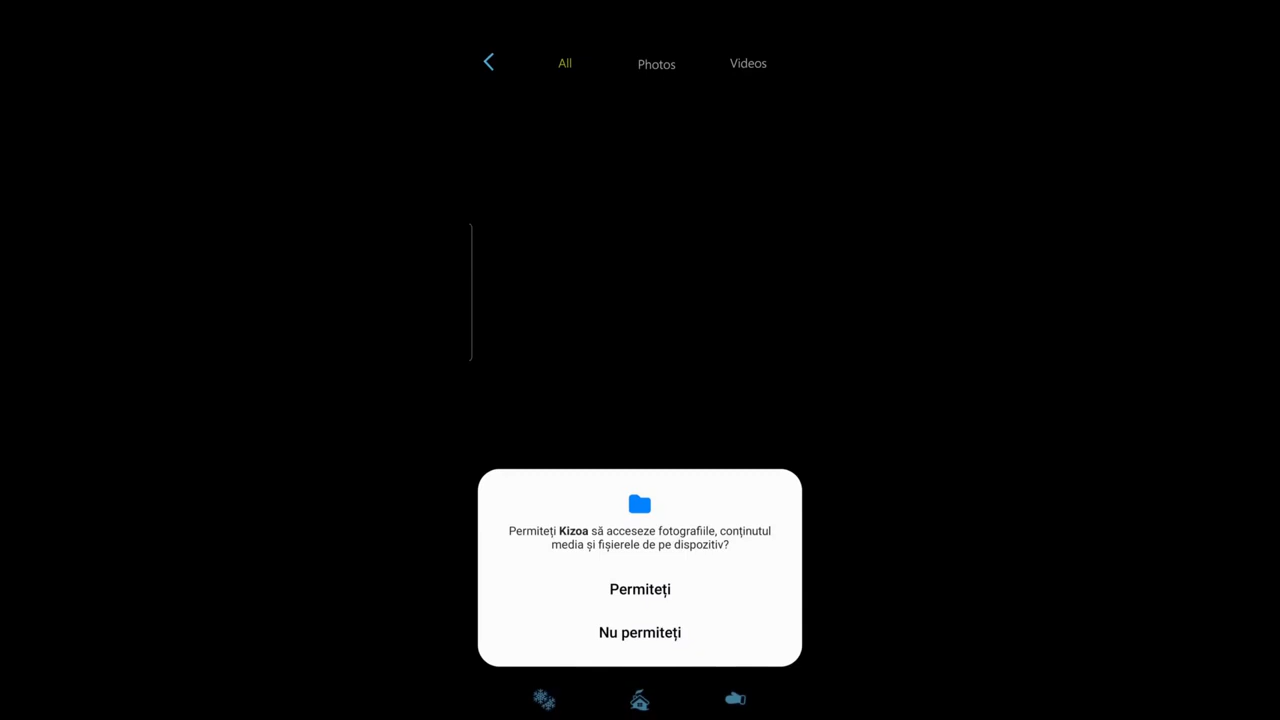 All
Photos
Videos
Permiteți Kizoa să acceseze fotografiile, conținutul
media și fișierele de pe dispozitiv?
Permiteți
Nu permiteți